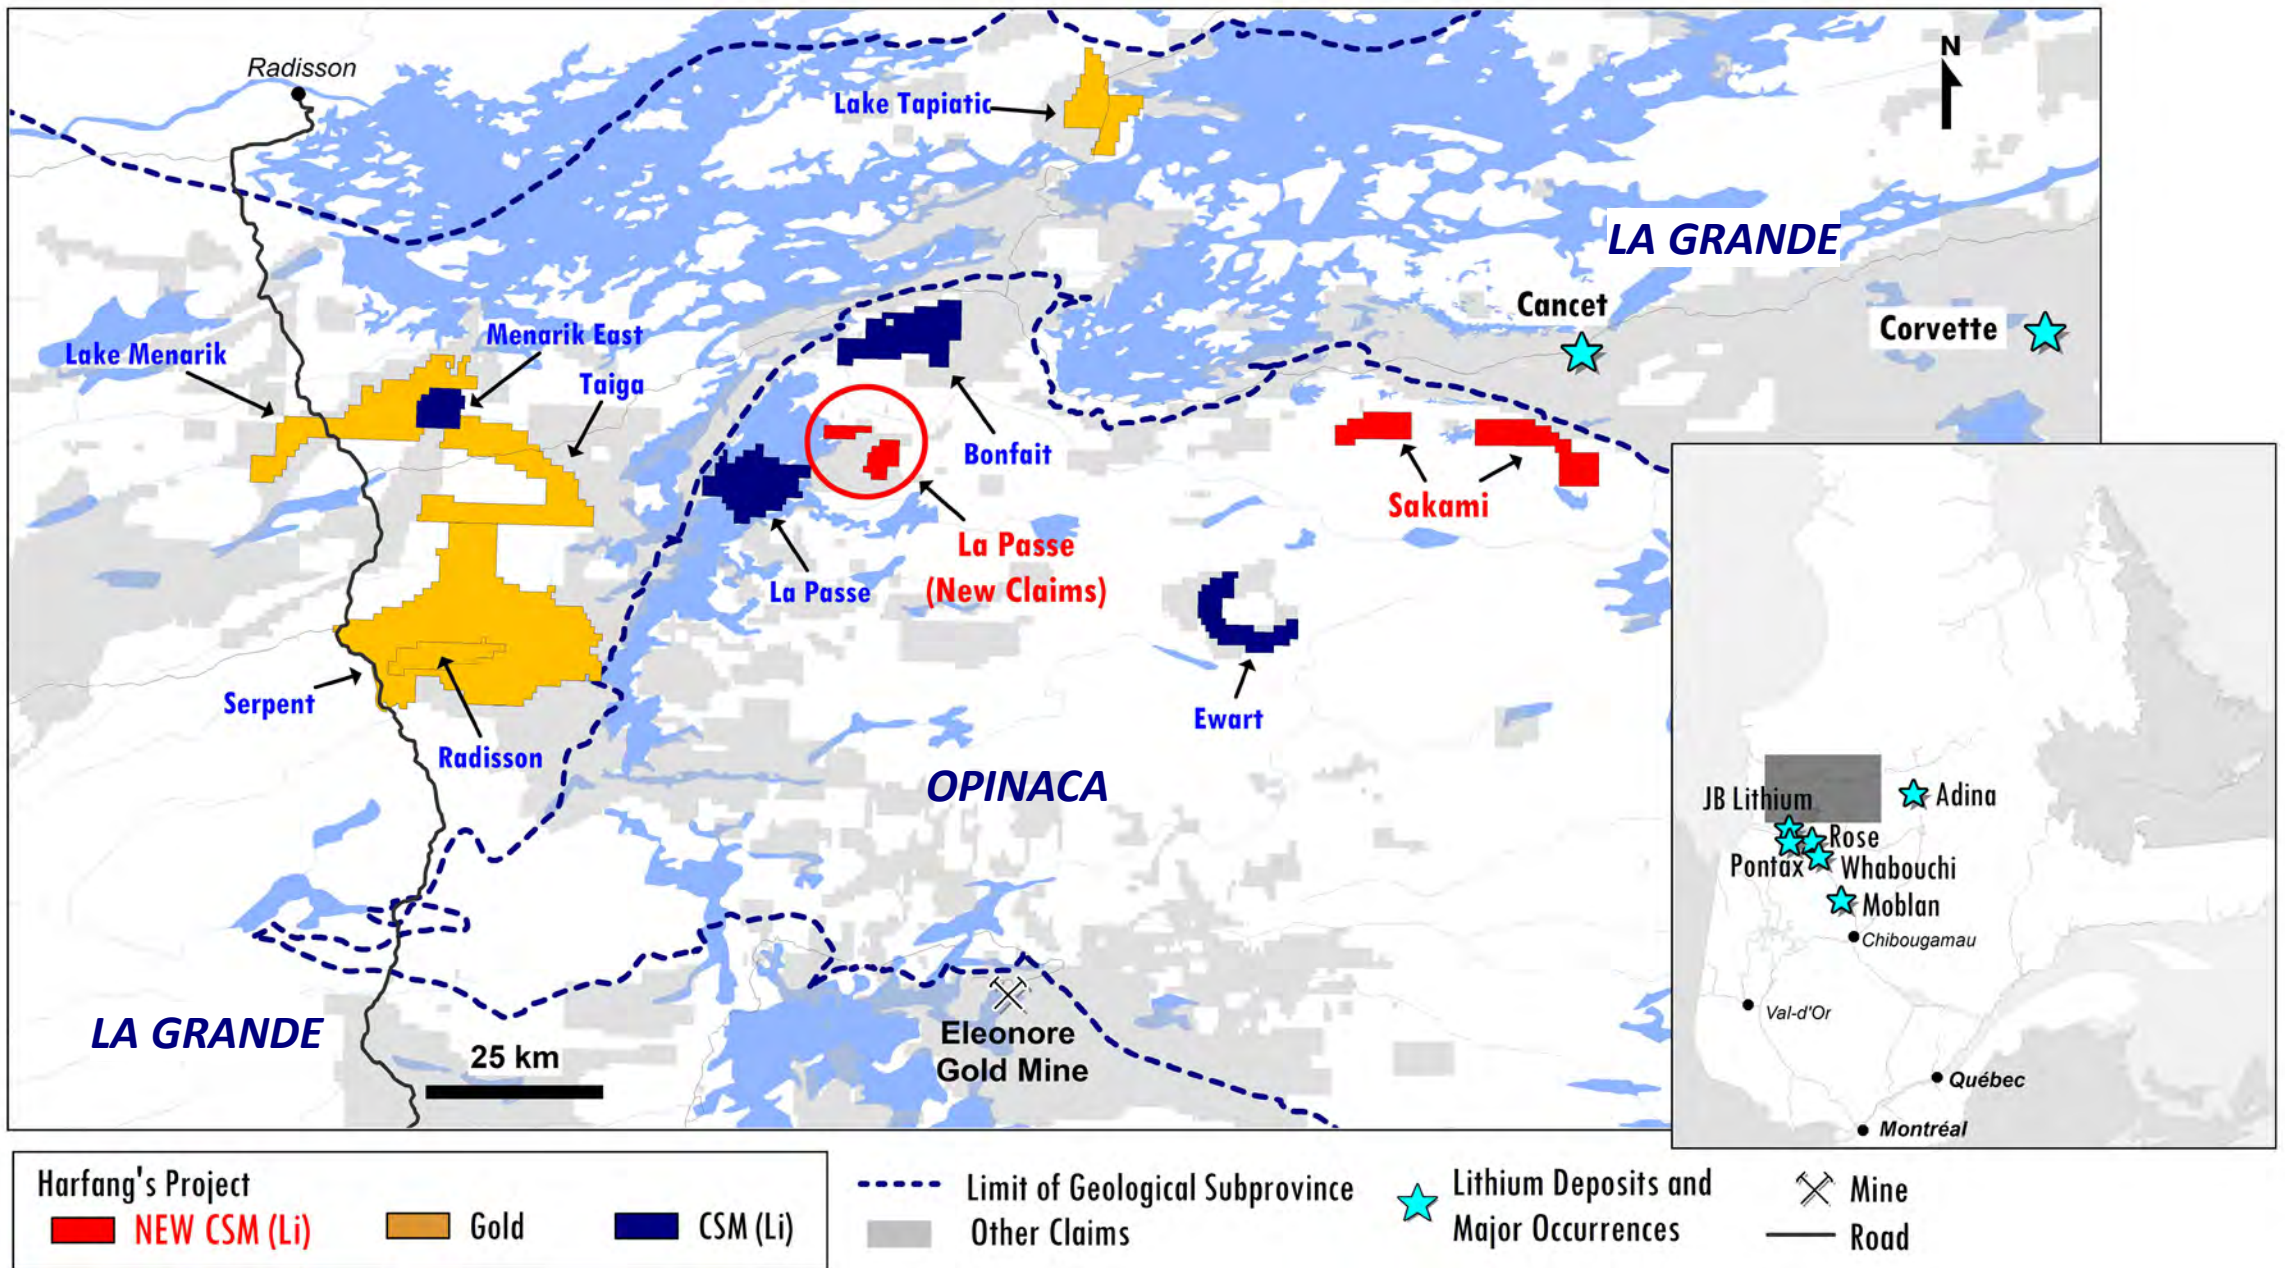 Radisson
N
Lake Tapiatic
LA GRANDE
Cancet
Corvette
Menarik East
Lake Menarik
Taiga
Bonfait
Sakami
La Passe
(New Claims)
La Passe
Serpent
Ewart
Radisson
OPINACA
JB Lithium
Adina
Rose
Pontax
Whabouchi
Moblan
Chibougamau
Val-d'Or
LA GRANDE
25 km
Eleonore
Gold Mine
Québec
Montréal
Harfang's Project
NEW CSM (Li)
Gold
CSM (Li)
Limit of Geological Subprovince
Other Claims
Lithium Deposits and
Major Occurrences
Mine
Road